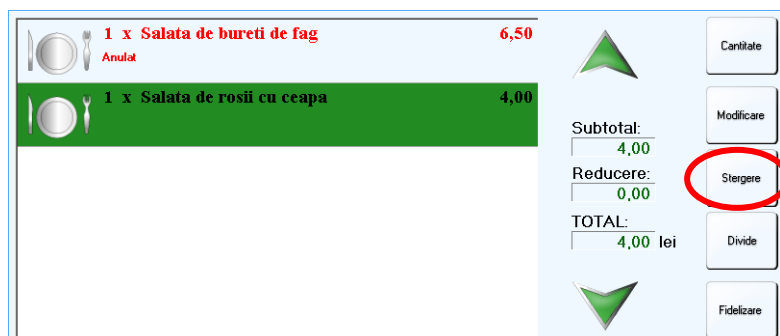 1 x Salata de bureti de fag 6,50
Anulat
1 x Salata de rosii cu ceapa 4,00
Subtotal:
4,00
Reducere:
0,00
TOTAL:
4,00 lei
Cantitate
Modificare
Stergere
Divide
Fidelizare